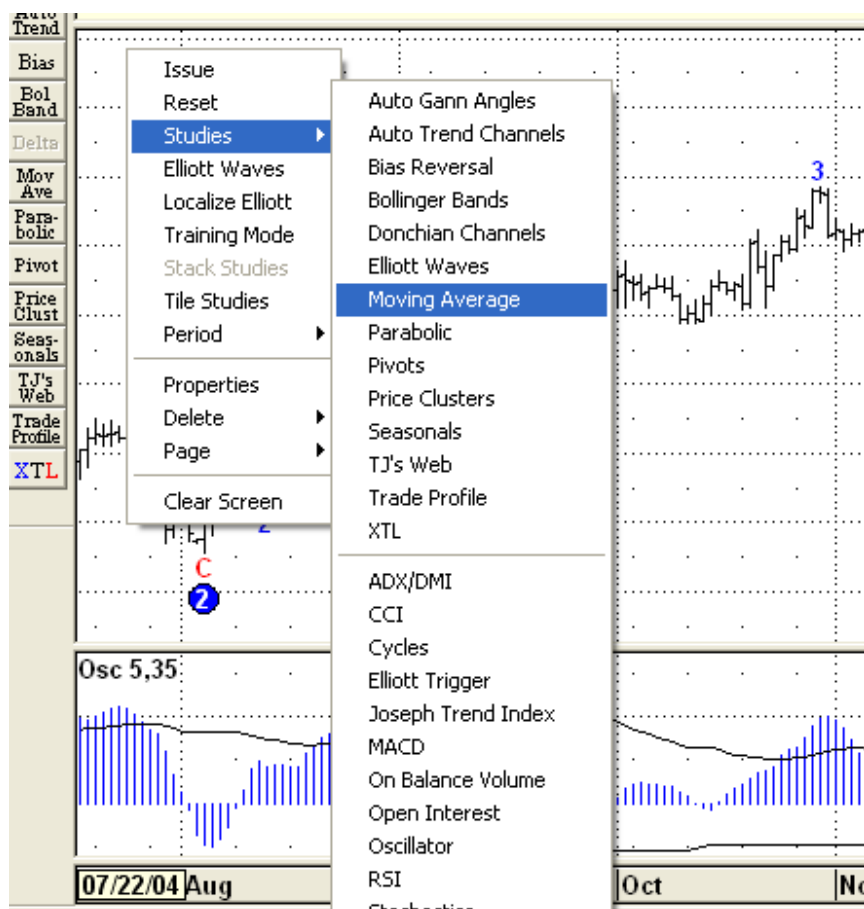 Auto
Trend
Bias
Bol
Band
Delta
Mov
Ave
Para-
bolic
Pivot
Price
Clust
Seas-
onals
TJ's
Web
Trade
Profile
XTL
Issue
Reset
Studies
Elliott Waves
Localize Elliott
Training Mode
Stack Studies
Tile Studies
Period
Properties
Delete
Page
Clear Screen
Auto Gann Angles
Auto Trend Channels
Bias Reversal
Bollinger Bands
Donchian Channels
Elliott Waves
Moving Average
Parabolic
Pivots
Price Clusters
Seasonals
TJ's Web
Trade Profile
XTL
ADX/DMI
CCI
Cycles
Elliott Trigger
Joseph Trend Index
MACD
On Balance Volume
Open Interest
Oscillator
RSI
3
C
2
Osc 5,35
07/22/04 Aug
Oct